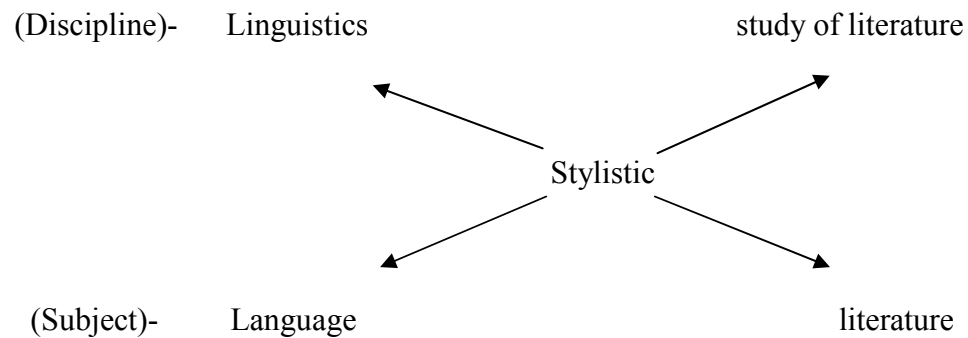 (Discipline)- Linguistics study of literature
Stylistic
(Subject)- Language literature